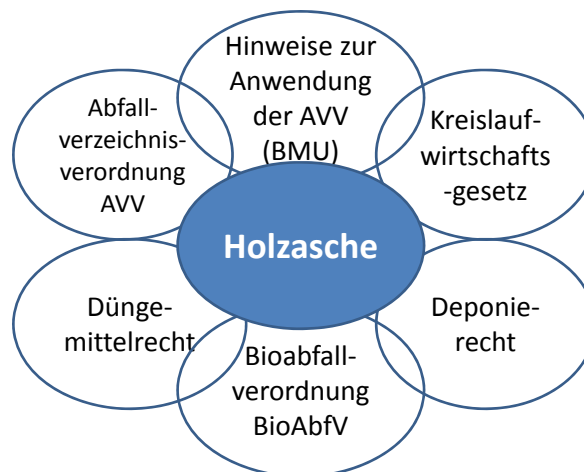 Hinweise zur
Anwendung
der AVV
(BMU)
Abfall-
verzeichnis-
verordnung
AVV
Kreislauf-
wirtschafts
-gesetz
Holzasche
Dünge-
mittelrecht
Deponie-
recht
Bioabfall-
verordnung
BioAbfV